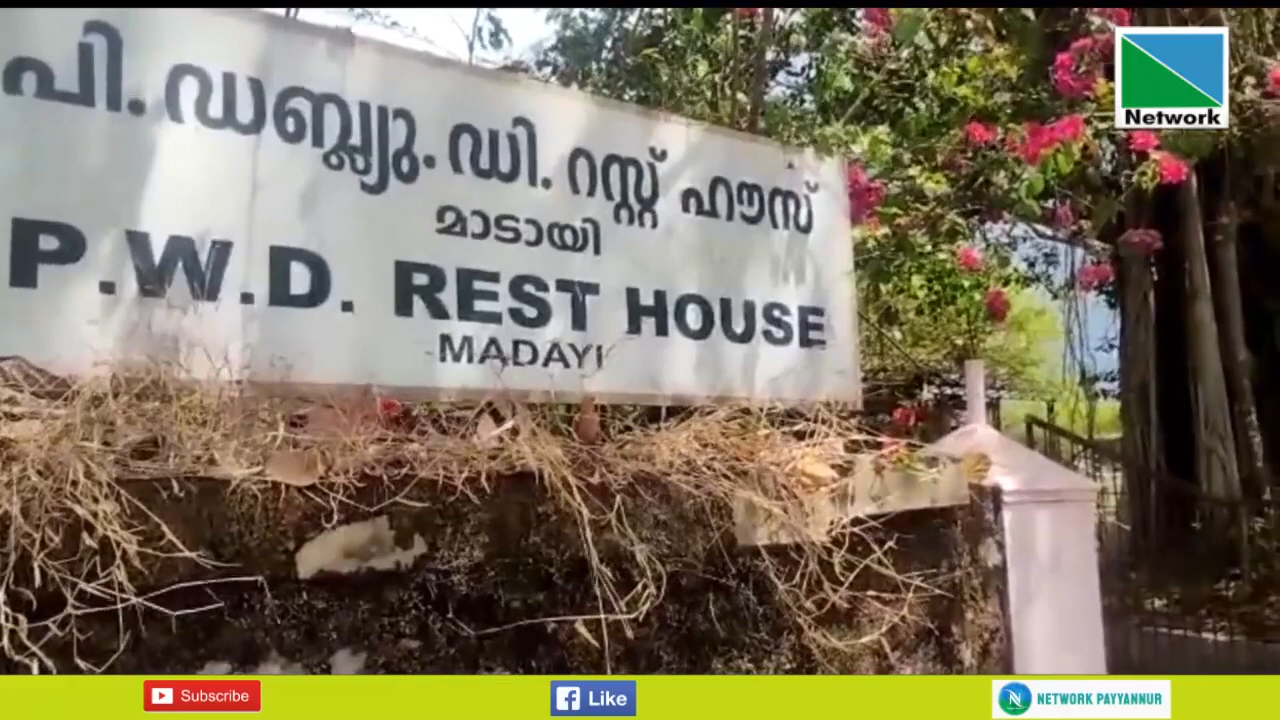 പി. ഡബ്ല്യു. ഡി. റസ്റ്റ് ഹൗസ്
മാടായി
P.W.D. REST HOUSE
MADAYI
Network
Subscribe
Like
NETWORK PAYYANNUR